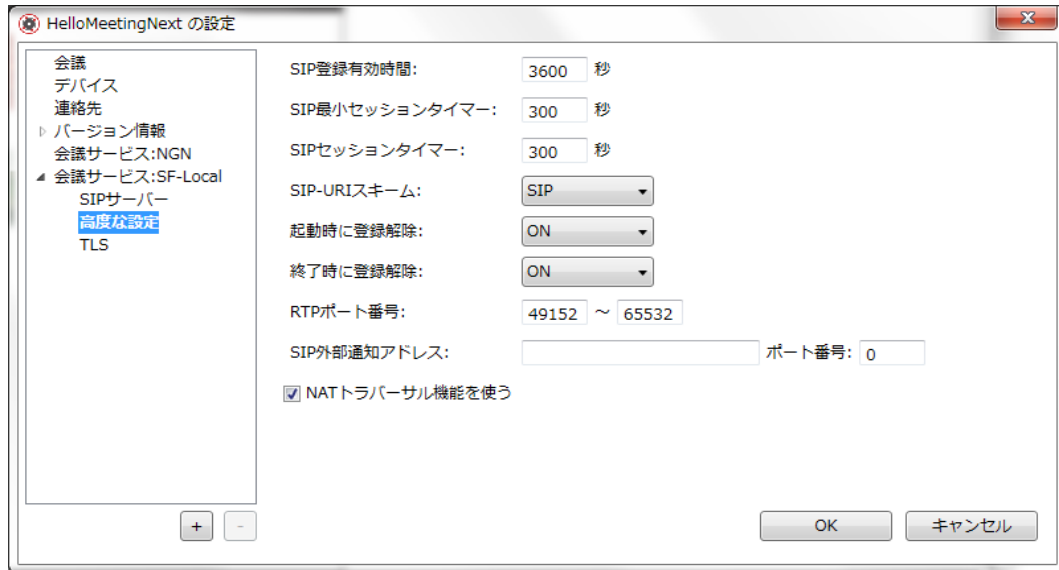 HelloMeetingNext の設定
会議
デバイス
連絡先
バージョン情報
会議サービス:NGN
会議サービス:SF-Local
SIPサーバー
高度な設定
TLS
+
-
SIP登録有効時間: 3600 秒
SIP最小セッションタイマー: 300 秒
SIPセッションタイマー: 300 秒
SIP-URIスキーム: SIP
起動時に登録解除: ON
終了時に登録解除: ON
RTPポート番号: 49152 ～ 65532
SIP外部通知アドレス: ポート番号: 0
NATトラバーサル機能を使う
OK キャンセル